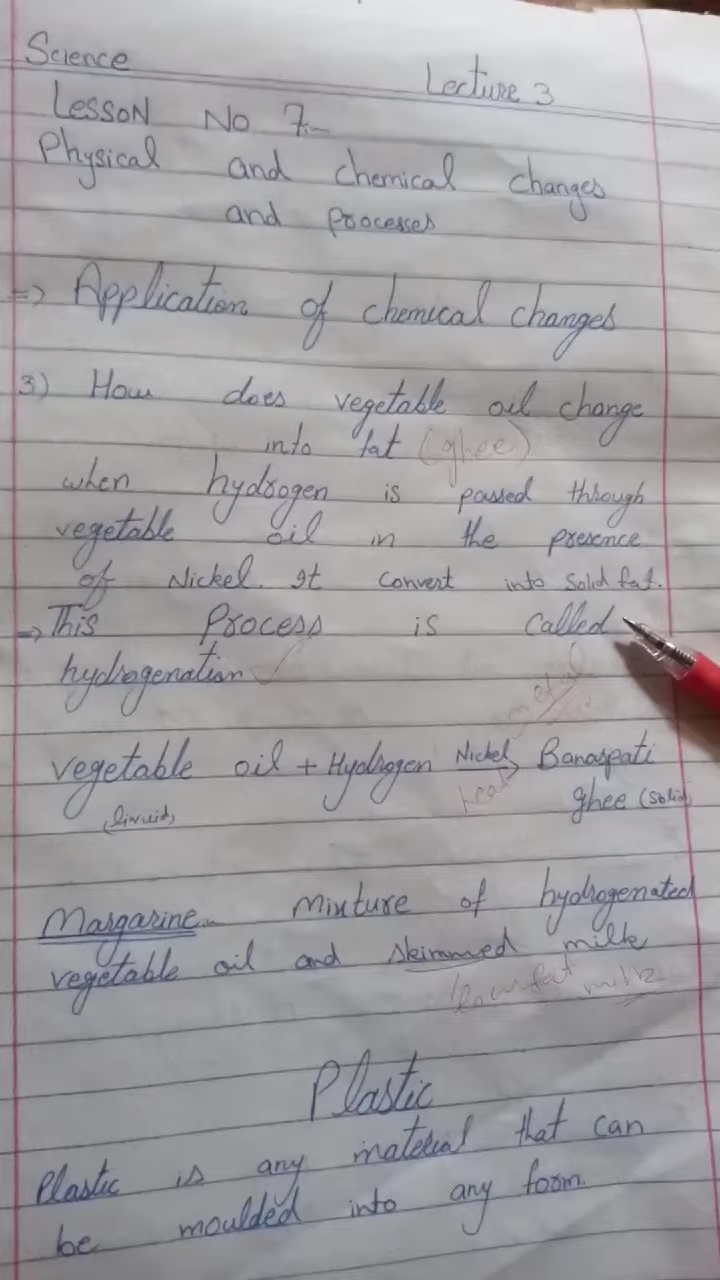 Science Lecture 3
Lesson No 7
Physical and chemical changes
and processes
=> Application of chemical changes
3) How does vegetable oil change
into fat (ghee)
when hydrogen is passed through
vegetable oil in the presence
of Nickel. It convert into solid fat.
=> This process is called
hydrogenation
metal
vegetable oil + Hydrogen Nickel → Banaspati
heat
(liquid) ghee (solid)
Margarine mixture of hydrogenated
vegetable oil and skimmed milk
low fat milk
Plastic
Plastic is any material that can
be moulded into any form.